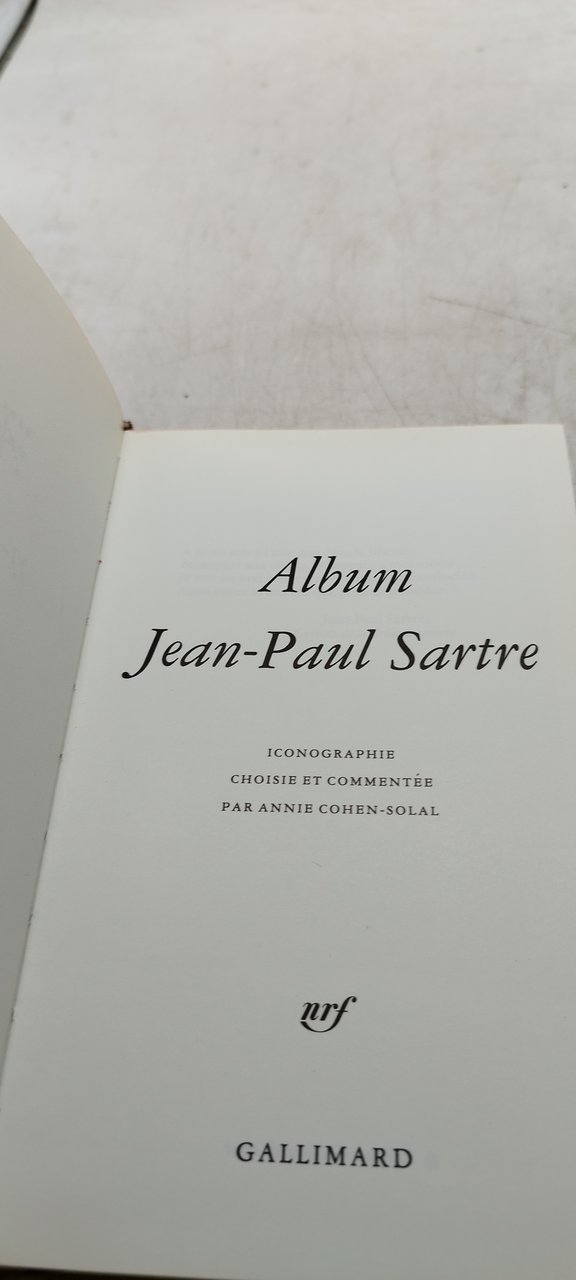 Album
Jean-Paul Sartre
ICONOGRAPHIE
CHOISIE ET COMMENTÉE
PAR ANNIE COHEN-SOLAL
nrf
GALLIMARD